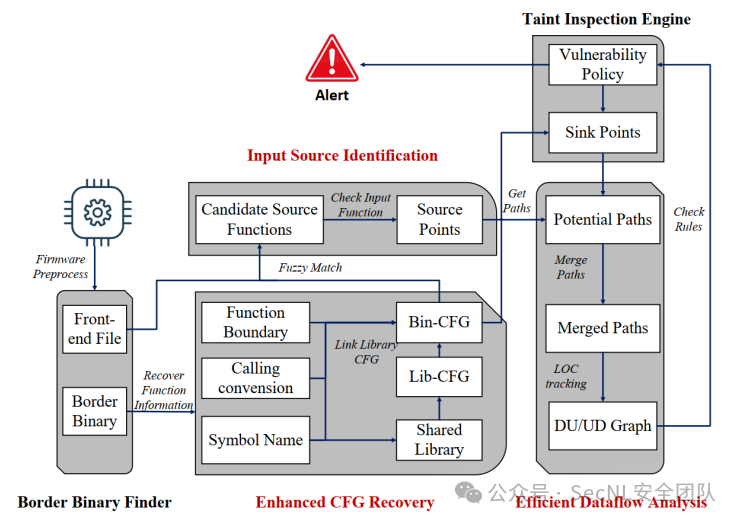 Taint Inspection Engine
Vulnerability
Policy
Alert
Sink Points
Input Source Identification
Candidate Source
Functions
Check Input
Function
Source
Points
Get
Paths
Potential Paths
Check
Rules
Firmware
Preprocess
Fuzzy Match
Merge
Paths
Front-
end File
Function
Boundary
Bin-CFG
Merged Paths
Link Library
CFG
Calling
convension
Lib-CFG
LOC
tracking
Recover
Function
Information
Border
Binary
Symbol Name
Shared
Library
DU/UD Graph
公众号 · SecNL 安全团队
Border Binary Finder
Enhanced CFG Recovery
Efficient Dataflow Analysis